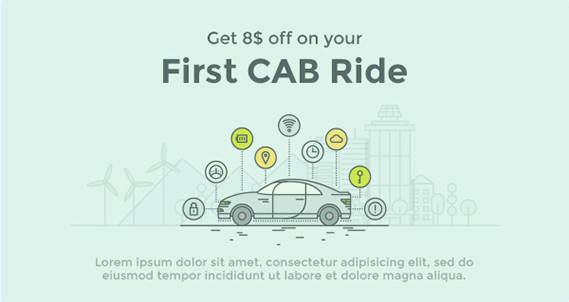 Get 8$ off on your
First CAB Ride
Lorem ipsum dolor sit amet, consectetur adipisicing elit, sed do
eiusmod tempor incididunt ut labore et dolore magna aliqua.